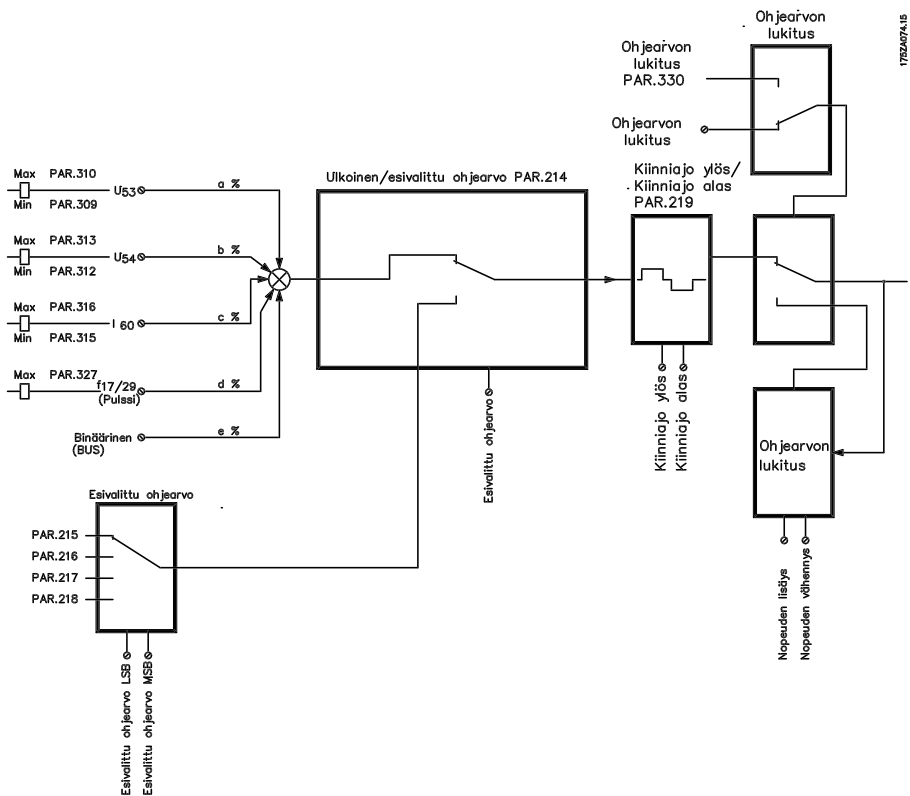 Ohjearvon
lukitus
175ZA074.15
Ohjearvon
lukitus
PAR.330
Ohjearvon
lukitus
Kiinniajo ylös/
Kiinniajo alas
PAR.219
Ulkoinen/esivalittu ohjearvo PAR.214
Max PAR.310
U53
a %
Min PAR.309
Max PAR.313
U54
b %
Min PAR.312
Max PAR.316
I 60
c %
Min PAR.315
Max PAR.327
f17/29
(Pulssi)
d %
Binäärinen
(BUS)
e %
Esivalittu ohjearvo
Kiinniajo ylös
Kiinniajo alas
Ohjearvon
lukitus
Nopeuden lisäys
Nopeuden vähennys
Esivalittu ohjearvo
PAR.215
PAR.216
PAR.217
PAR.218
Esivalittu ohjearvo LSB
Esivalittu ohjearvo MSB